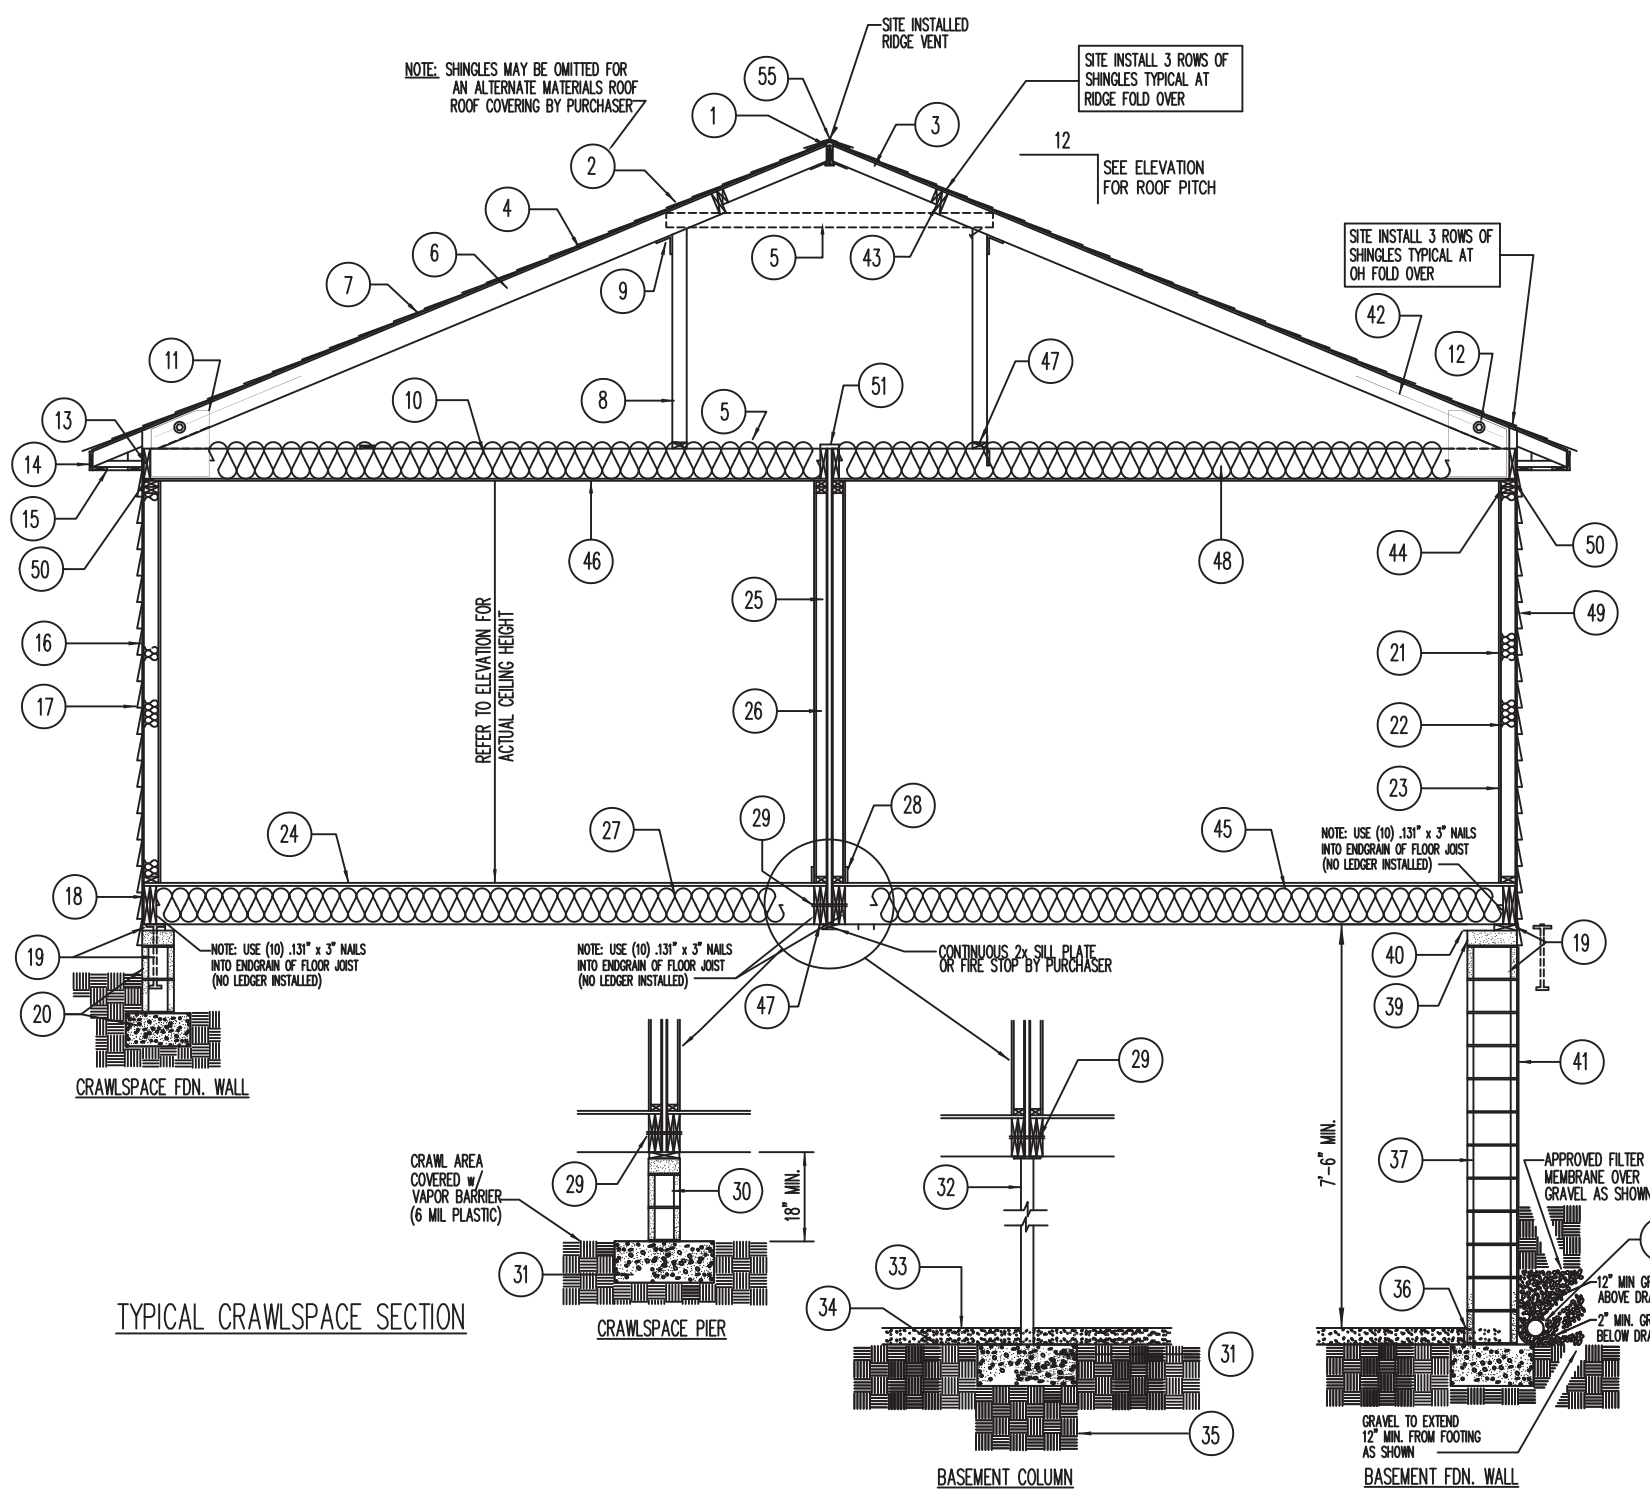 SITE INSTALLED
RIDGE VENT
NOTE: SHINGLES MAY BE OMITTED FOR
AN ALTERNATE MATERIALS ROOF
ROOF COVERING BY PURCHASER
SITE INSTALL 3 ROWS OF
SHINGLES TYPICAL AT
RIDGE FOLD OVER
55
1
3
2
12
SEE ELEVATION
FOR ROOF PITCH
4
6
7
5
43
9
SITE INSTALL 3 ROWS OF
SHINGLES TYPICAL AT
OH FOLD OVER
42
12
11
10
8
5
51
47
13
14
15
50
46
48
44
50
25
49
16
17
26
21
22
23
REFER TO ELEVATION FOR
ACTUAL CEILING HEIGHT
24
27
29
28
45
NOTE: USE (10) .131" x 3" NAILS
INTO ENDGRAIN OF FLOOR JOIST
(NO LEDGER INSTALLED)
18
19
20
NOTE: USE (10) .131" x 3" NAILS
INTO ENDGRAIN OF FLOOR JOIST
(NO LEDGER INSTALLED)
NOTE: USE (10) .131" x 3" NAILS
INTO ENDGRAIN OF FLOOR JOIST
(NO LEDGER INSTALLED)
CONTINUOUS 2x SILL PLATE
OR FIRE STOP BY PURCHASER
47
40
39
19
CRAWLSPACE FDN. WALL
29
41
CRAWL AREA
COVERED w/
VAPOR BARRIER
(6 MIL PLASTIC)
29
30
18" MIN.
31
32
33
34
31
35
7'-6" MIN.
37
36
APPROVED FILTER
MEMBRANE OVER
GRAVEL AS SHOWN
12" MIN GR
ABOVE DRA
2" MIN. GR
BELOW DRA
TYPICAL CRAWLSPACE SECTION
CRAWLSPACE PIER
GRAVEL TO EXTEND
12" MIN. FROM FOOTING
AS SHOWN
BASEMENT COLUMN
BASEMENT FDN. WALL